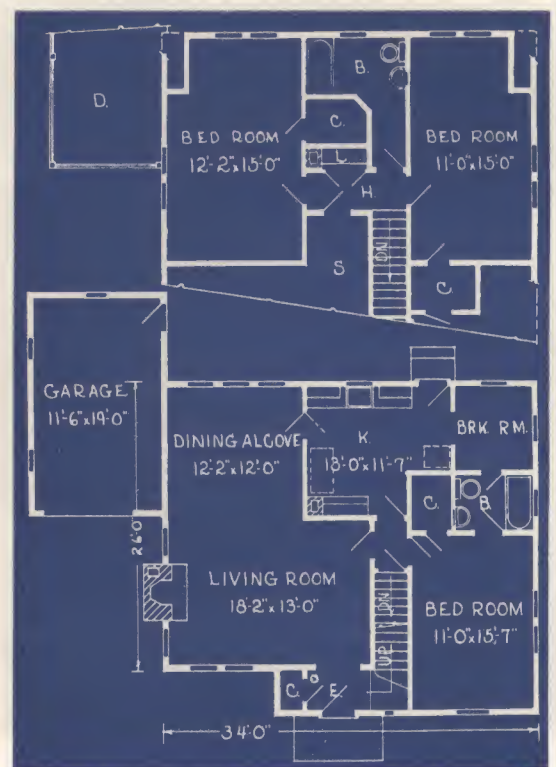 D.
B.
BED ROOM
12'-2"x15'-0"
C.
BED ROOM
11'-0"x15'-0"
L
H.
DN
S
C.
GARAGE
11'-6"x19'-0"
DINING ALCOVE
12'-2"x12'-0"
K.
13'-0"x11'-7"
BRK. RM.
C.
B.
26'-0"
LIVING ROOM
18'-2"x13'-0"
UP
DN
BED ROOM
11'-0"x15'-7"
C.
E.
34'-0"